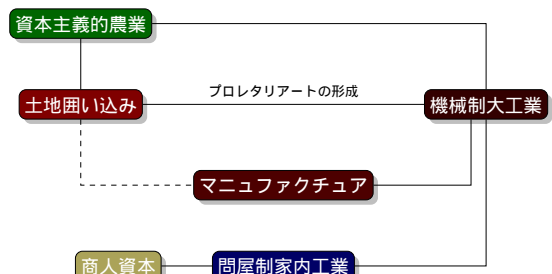 資本主義的農業
プロレタリアートの形成
土地囲い込み
機械制大工業
マニュファクチュア
商人資本
問屋制家内工業